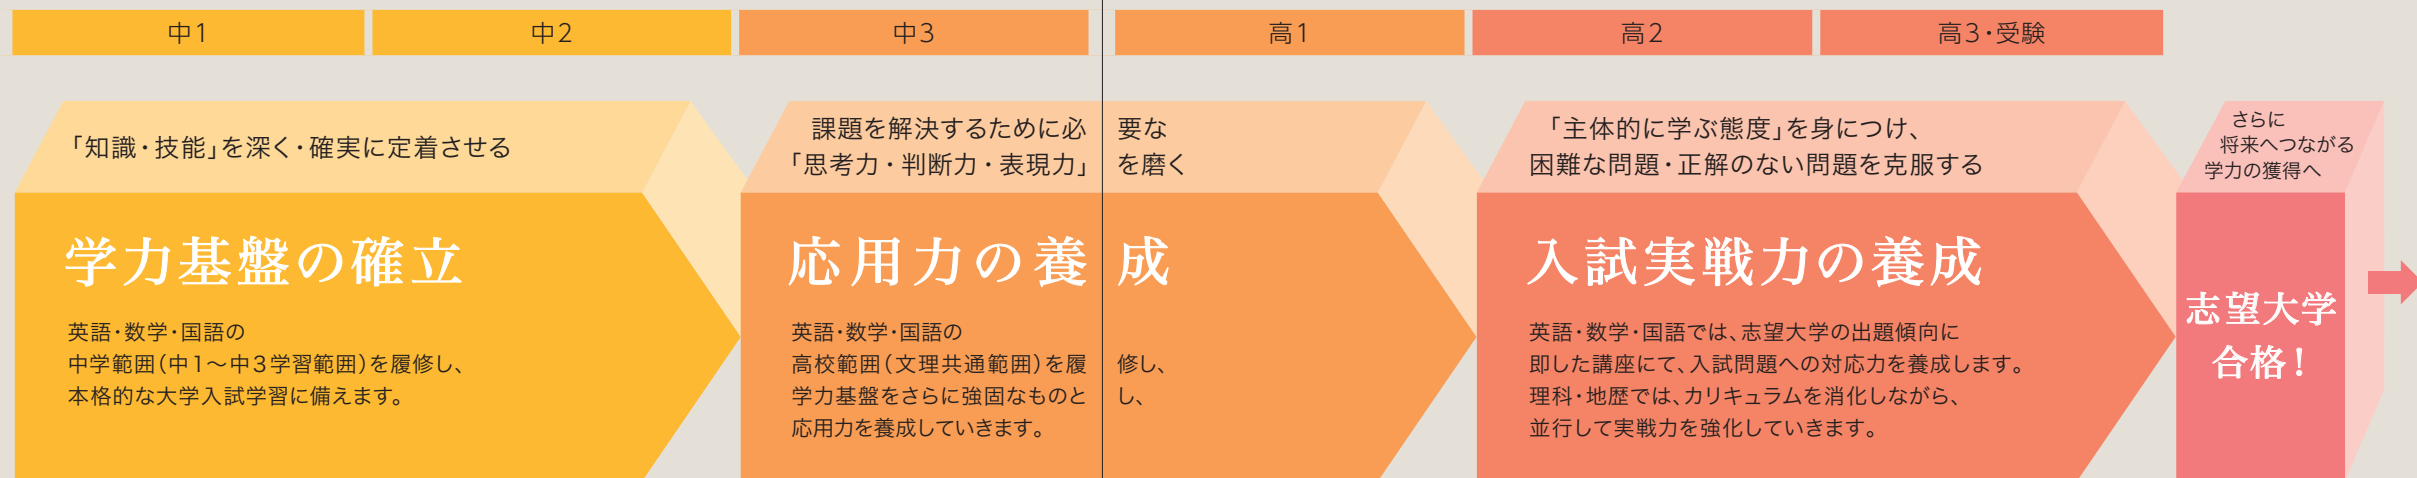 中1
中2
中3
高1
高2
高3・受験
「知識・技能」を深く・確実に定着させる
学力基盤の確立
英語・数学・国語の
中学範囲（中1〜中3学習範囲）を履修し、
本格的な大学入試学習に備えます。
課題を解決するために必要な
「思考力・判断力・表現力」を磨く
応用力の養成
英語・数学・国語の
高校範囲（文理共通範囲）を履修し、
学力基盤をさらに強固なものとし、
応用力を養成していきます。
「主体的に学ぶ態度」を身につけ、
困難な問題・正解のない問題を克服する
入試実戦力の養成
英語・数学・国語では、志望大学の出題傾向に
即した講座にて、入試問題への対応力を養成します。
理科・地歴では、カリキュラムを消化しながら、
並行して実戦力を強化していきます。
さらに
将来へつながる
学力の獲得へ
志望大学
合格！